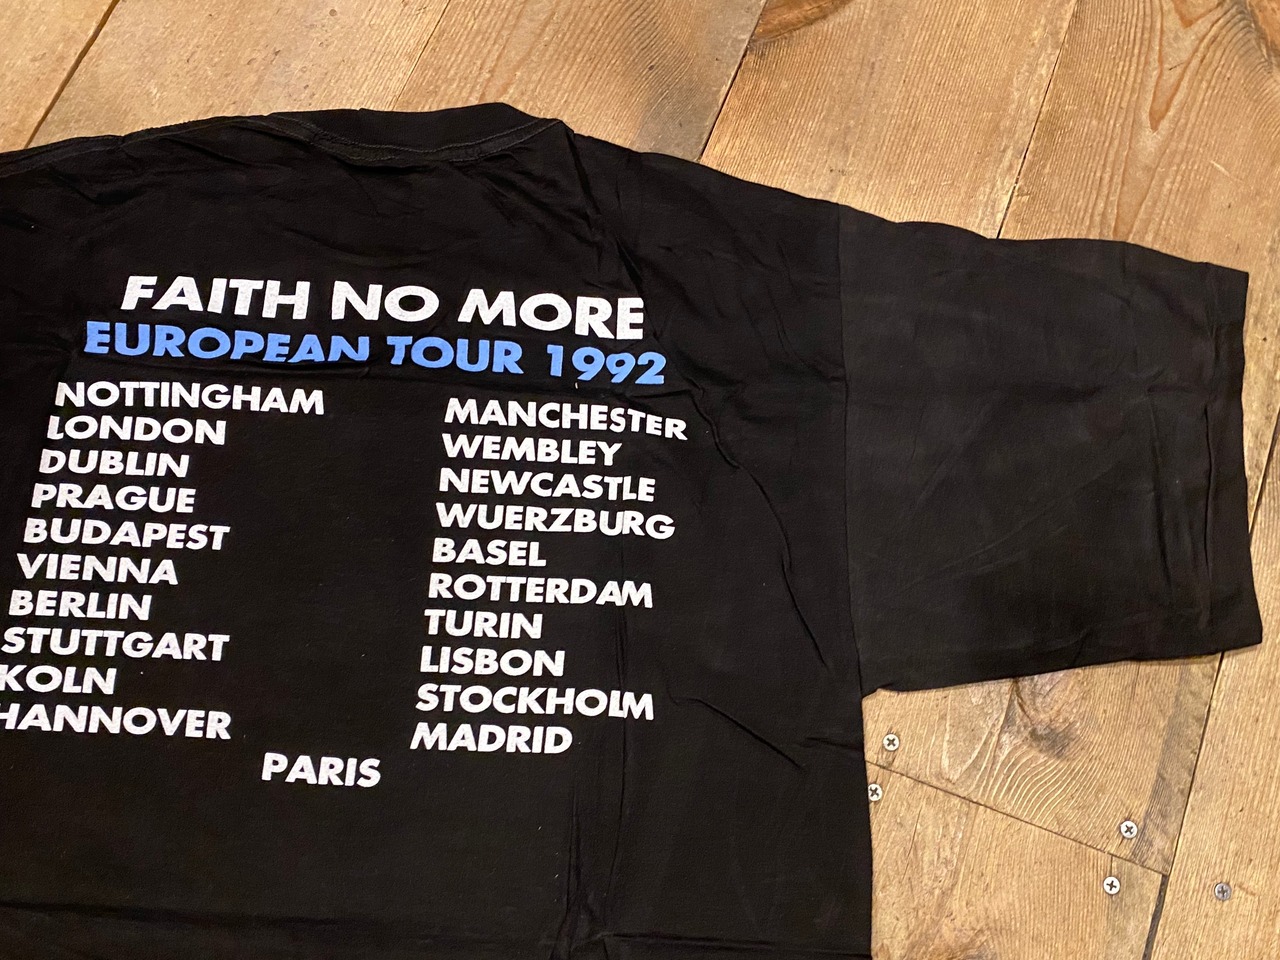 FAITH NO MORE
EUROPEAN TOUR 1992
NOTTINGHAM
LONDON
DUBLIN
PRAGUE
BUDAPEST
VIENNA
BERLIN
STUTTGART
KOLN
HANNOVER
MANCHESTER
WEMBLEY
NEWCASTLE
WUERZBURG
BASEL
ROTTERDAM
TURIN
LISBON
STOCKHOLM
MADRID
PARIS